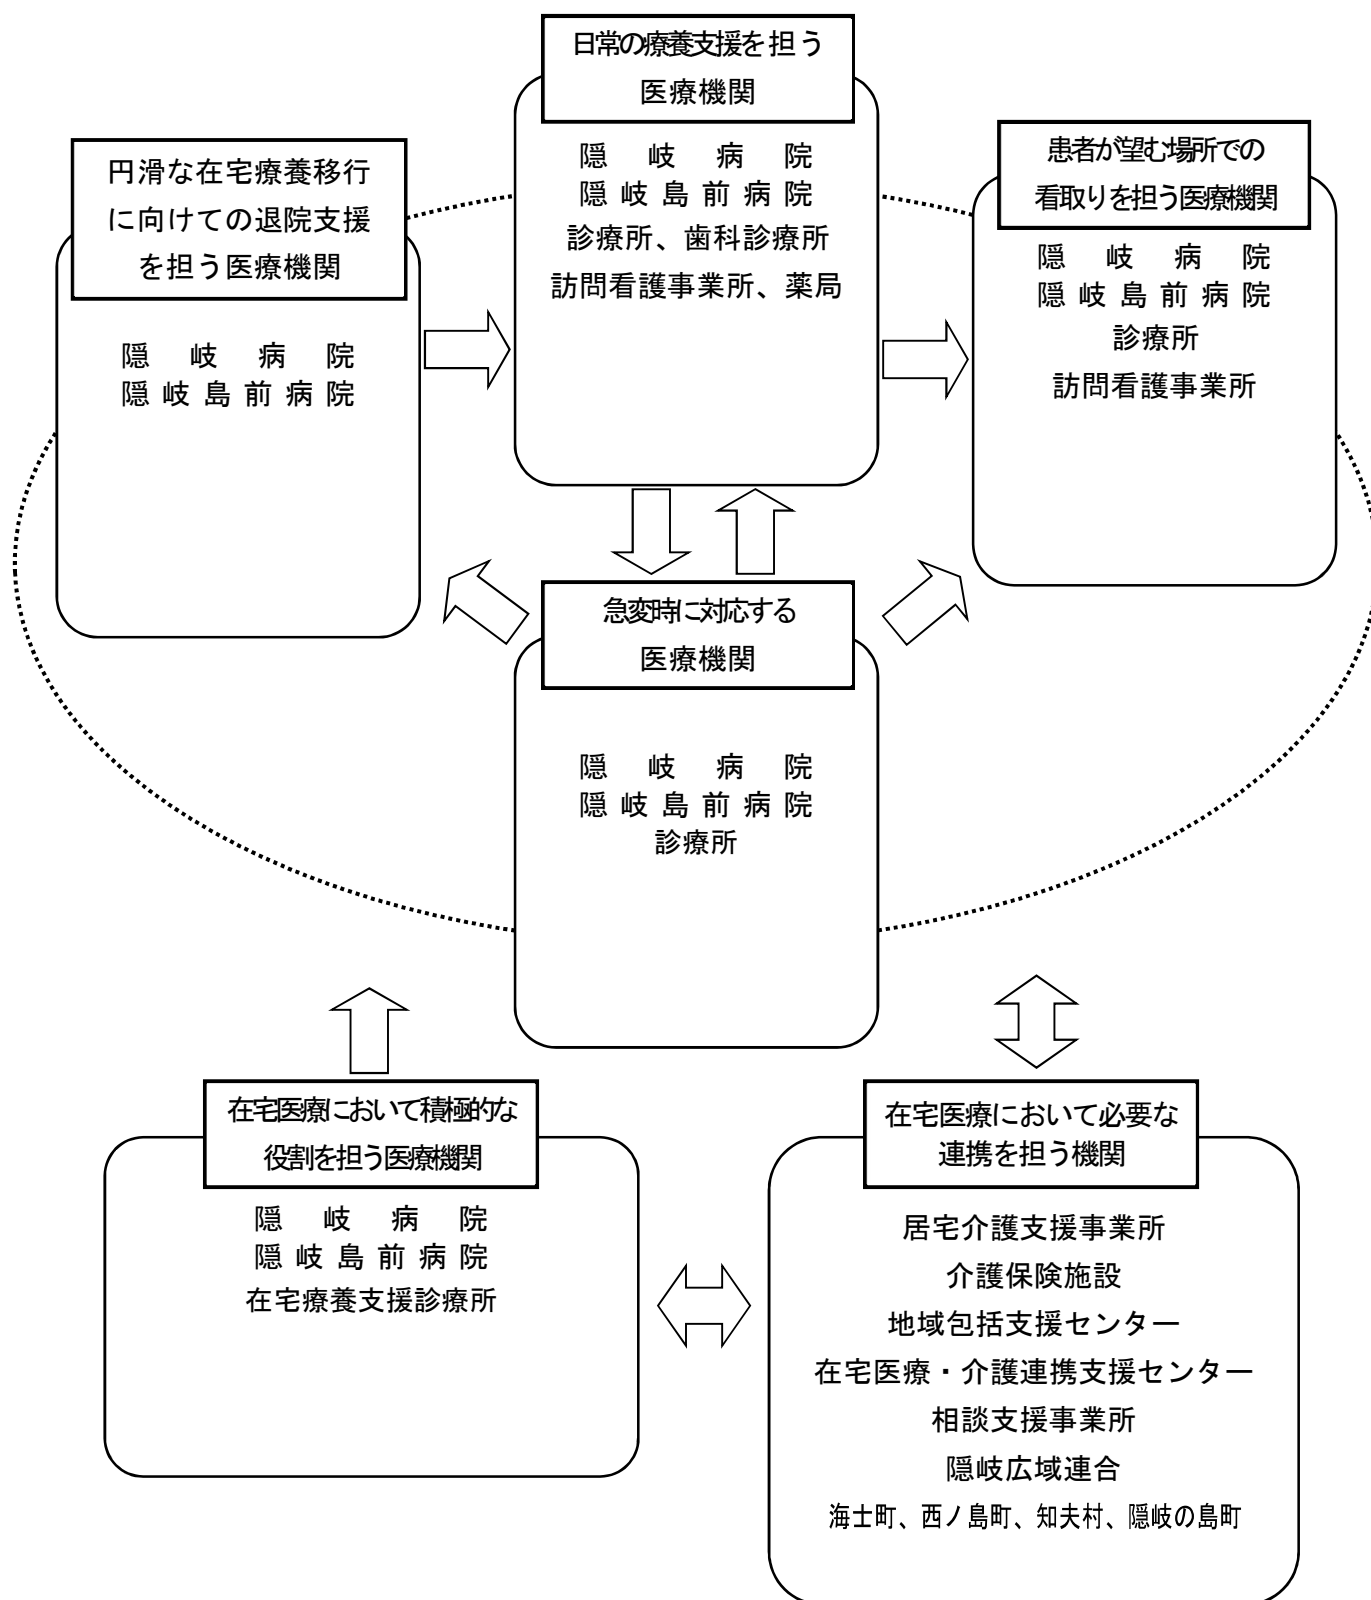 日常の療養支援を担う
医療機関
隠岐病院
隠岐島前病院
診療所、歯科診療所
訪問看護事業所、薬局
円滑な在宅療養移行
に向けての退院支援
を担う医療機関
隠岐病院
隠岐島前病院
患者が望む場所での
看取りを担う医療機関
隠岐病院
隠岐島前病院
診療所
訪問看護事業所
急変時に対応する
医療機関
隠岐病院
隠岐島前病院
診療所
在宅医療において積極的な
役割を担う医療機関
隠岐病院
隠岐島前病院
在宅療養支援診療所
在宅医療において必要な
連携を担う機関
居宅介護支援事業所
介護保険施設
地域包括支援センター
在宅医療・介護連携支援センター
相談支援事業所
隠岐広域連合
海士町、西ノ島町、知夫村、隠岐の島町